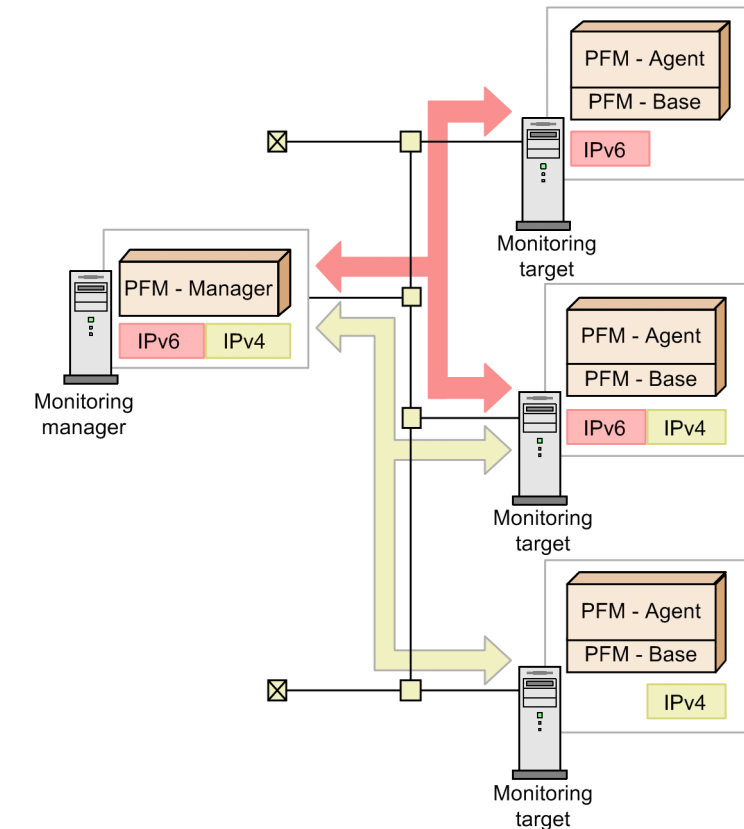 PFM - Agent
PFM - Base
IPv6
Monitoring
target
PFM - Manager
IPv6 IPv4
Monitoring
manager
PFM - Agent
PFM - Base
IPv6 IPv4
Monitoring
target
PFM - Agent
PFM - Base
IPv4
Monitoring
target